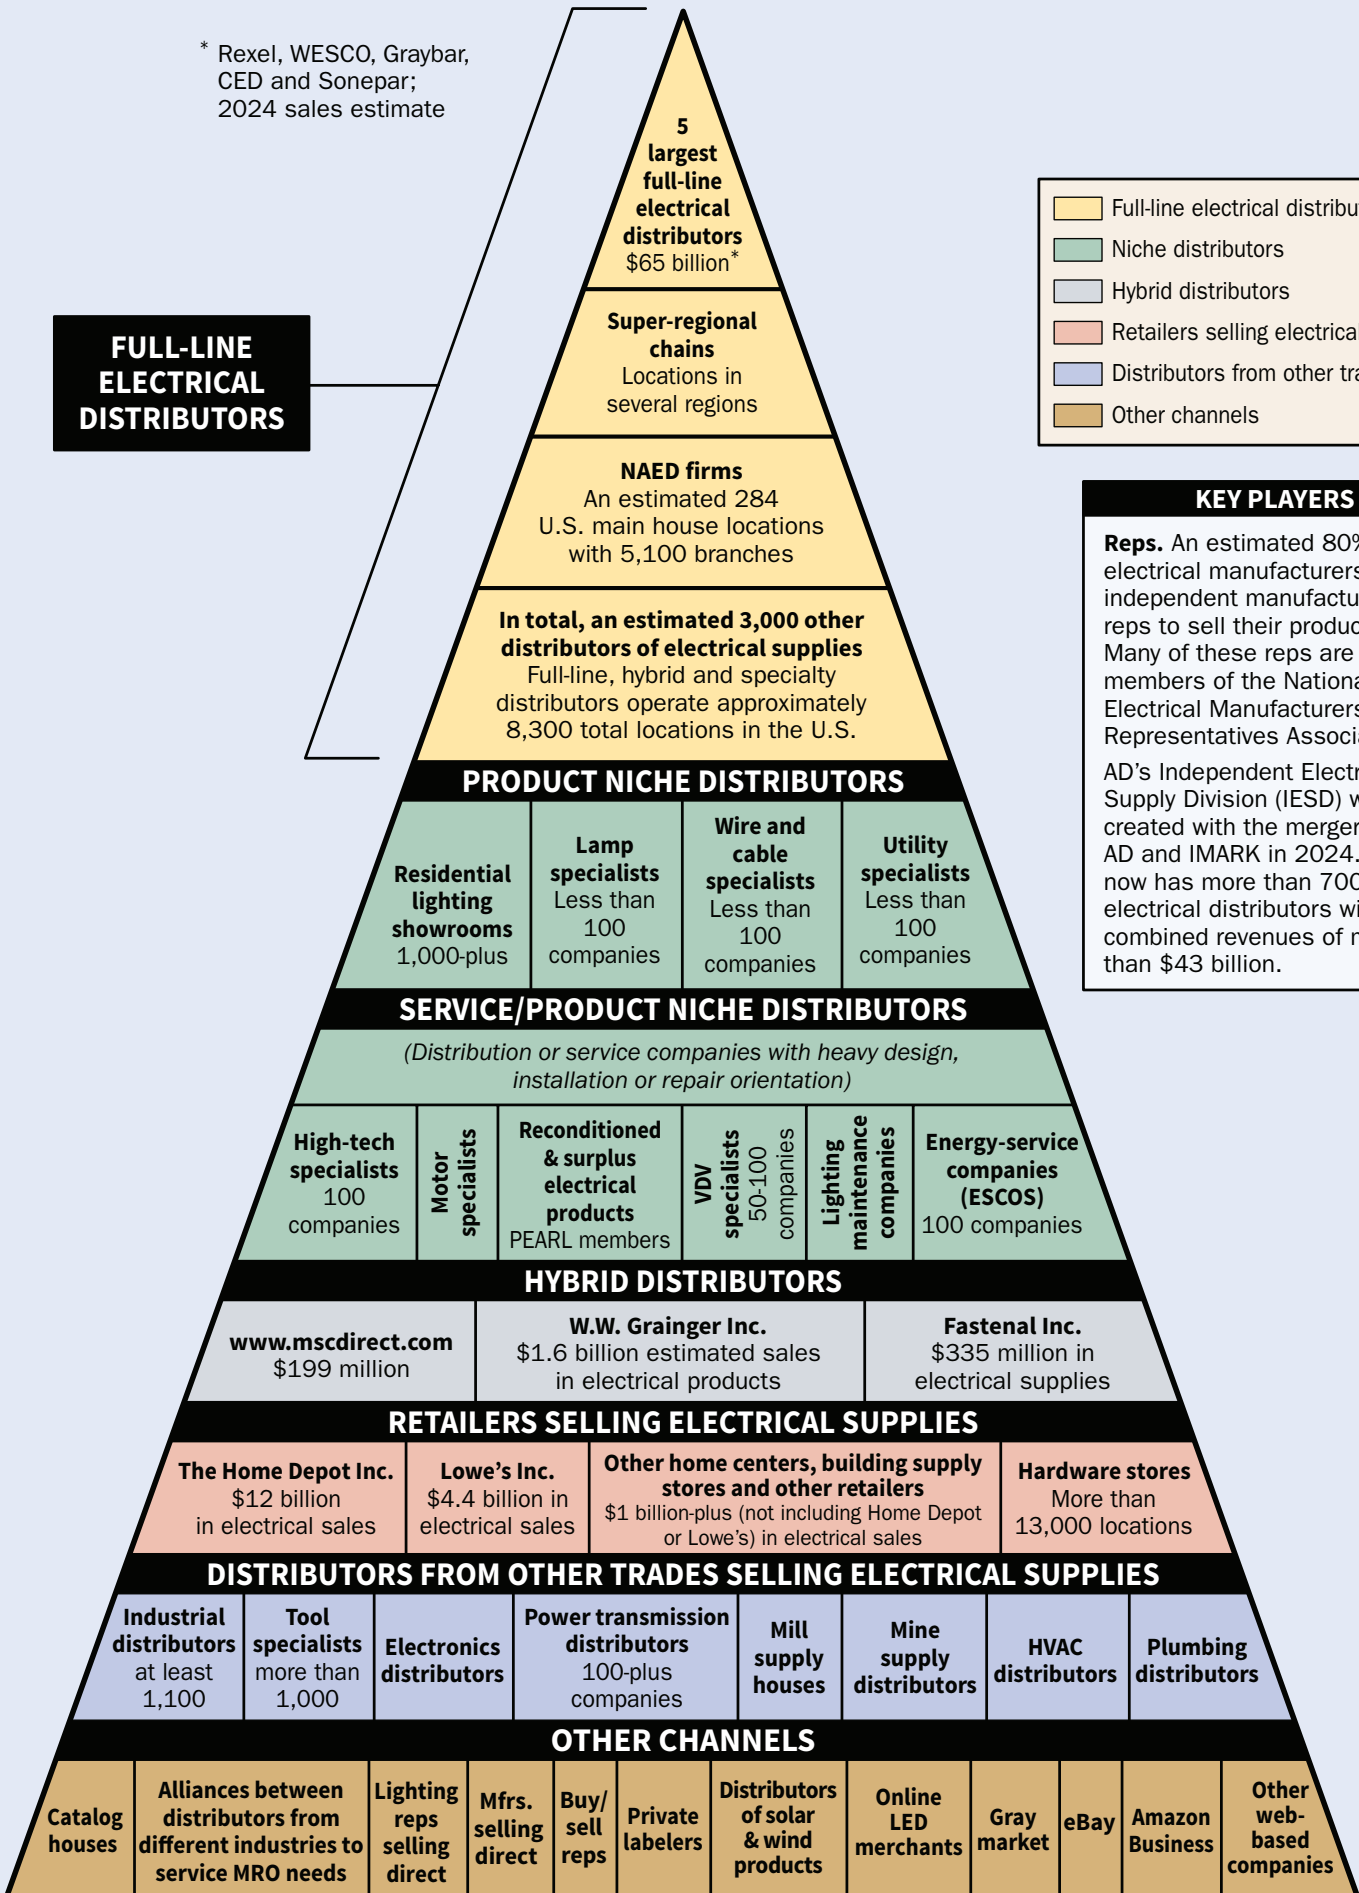 * Rexel, WESCO, Graybar,
CED and Sonepar;
2024 sales estimate
FULL-LINE
ELECTRICAL
DISTRIBUTORS
5
largest
full-line
electrical
distributors
$65 billion*
Super-regional
chains
Locations in
several regions
NAED firms
An estimated 284
U.S. main house locations
with 5,100 branches
In total, an estimated 3,000 other
distributors of electrical supplies
Full-line, hybrid and specialty
distributors operate approximately
8,300 total locations in the U.S.
Full-line electrical
Niche distributors
Hybrid distributors
Retailers selling electrical
Distributors from other
Other channels
KEY PLAYERS
Reps. An estimated 80%
electrical manufacturers
independent
reps to sell their
Many of these reps are
members of the
Electrical Manufacturers
Representatives
AD's Independent
Supply Division (IESD)
created with the merger
AD and IMARK in 2024.
now has more than 700
electrical distributors
combined revenues of
than $43 billion.
PRODUCT NICHE DISTRIBUTORS
Residential
lighting
showrooms
1,000-plus
Lamp
specialists
Less than
100
companies
Wire and
cable
specialists
Less than
100
companies
Utility
specialists
Less than
100
companies
SERVICE/PRODUCT NICHE DISTRIBUTORS
(Distribution or service companies with heavy design,
installation or repair orientation)
High-tech
specialists
100
companies
Motor
specialists
Reconditioned
& surplus
electrical
products
PEARL members
VDV
specialists
50-100
companies
Lighting
maintenance
companies
Energy-service
companies
(ESCOS)
100 companies
HYBRID DISTRIBUTORS
www.mscdirect.com
$199 million
W.W. Grainger Inc.
$1.6 billion estimated sales
in electrical products
Fastenal Inc.
$335 million in
electrical supplies
RETAILERS SELLING ELECTRICAL SUPPLIES
The Home Depot Inc.
$12 billion
in electrical sales
Lowe's Inc.
$4.4 billion in
electrical sales
Other home centers, building supply
stores and other retailers
$1 billion-plus (not including Home Depot
or Lowe's) in electrical sales
Hardware stores
More than
13,000 locations
DISTRIBUTORS FROM OTHER TRADES SELLING ELECTRICAL SUPPLIES
Industrial
distributors
at least
1,100
Tool
specialists
more than
1,000
Electronics
distributors
Power transmission
distributors
100-plus
companies
Mill
supply
houses
Mine
supply
distributors
HVAC
distributors
Plumbing
distributors
OTHER CHANNELS
Catalog
houses
Alliances between
distributors from
different industries to
service MRO needs
Lighting
reps
selling
direct
Mfrs.
selling
direct
Buy/
sell
reps
Private
labelers
Distributors
of solar
& wind
products
Online
LED
merchants
Gray
market
eBay
Amazon
Business
Other
web-
based
companies